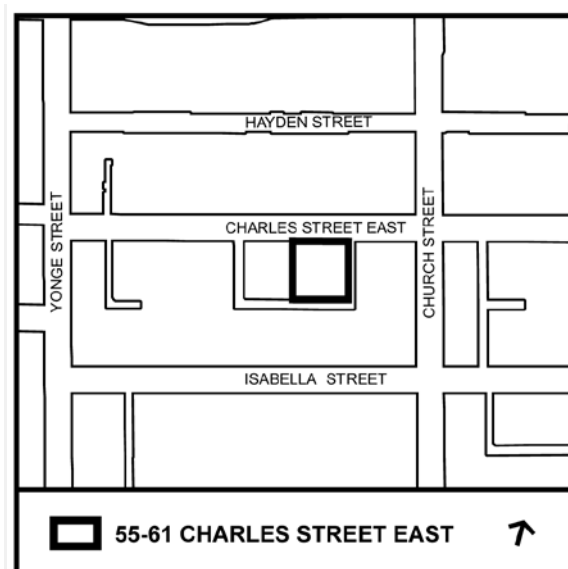 HAYDEN STREET
YONGE STREET
CHARLES STREET EAST
CHURCH STREET
ISABELLA STREET
55-61 CHARLES STREET EAST